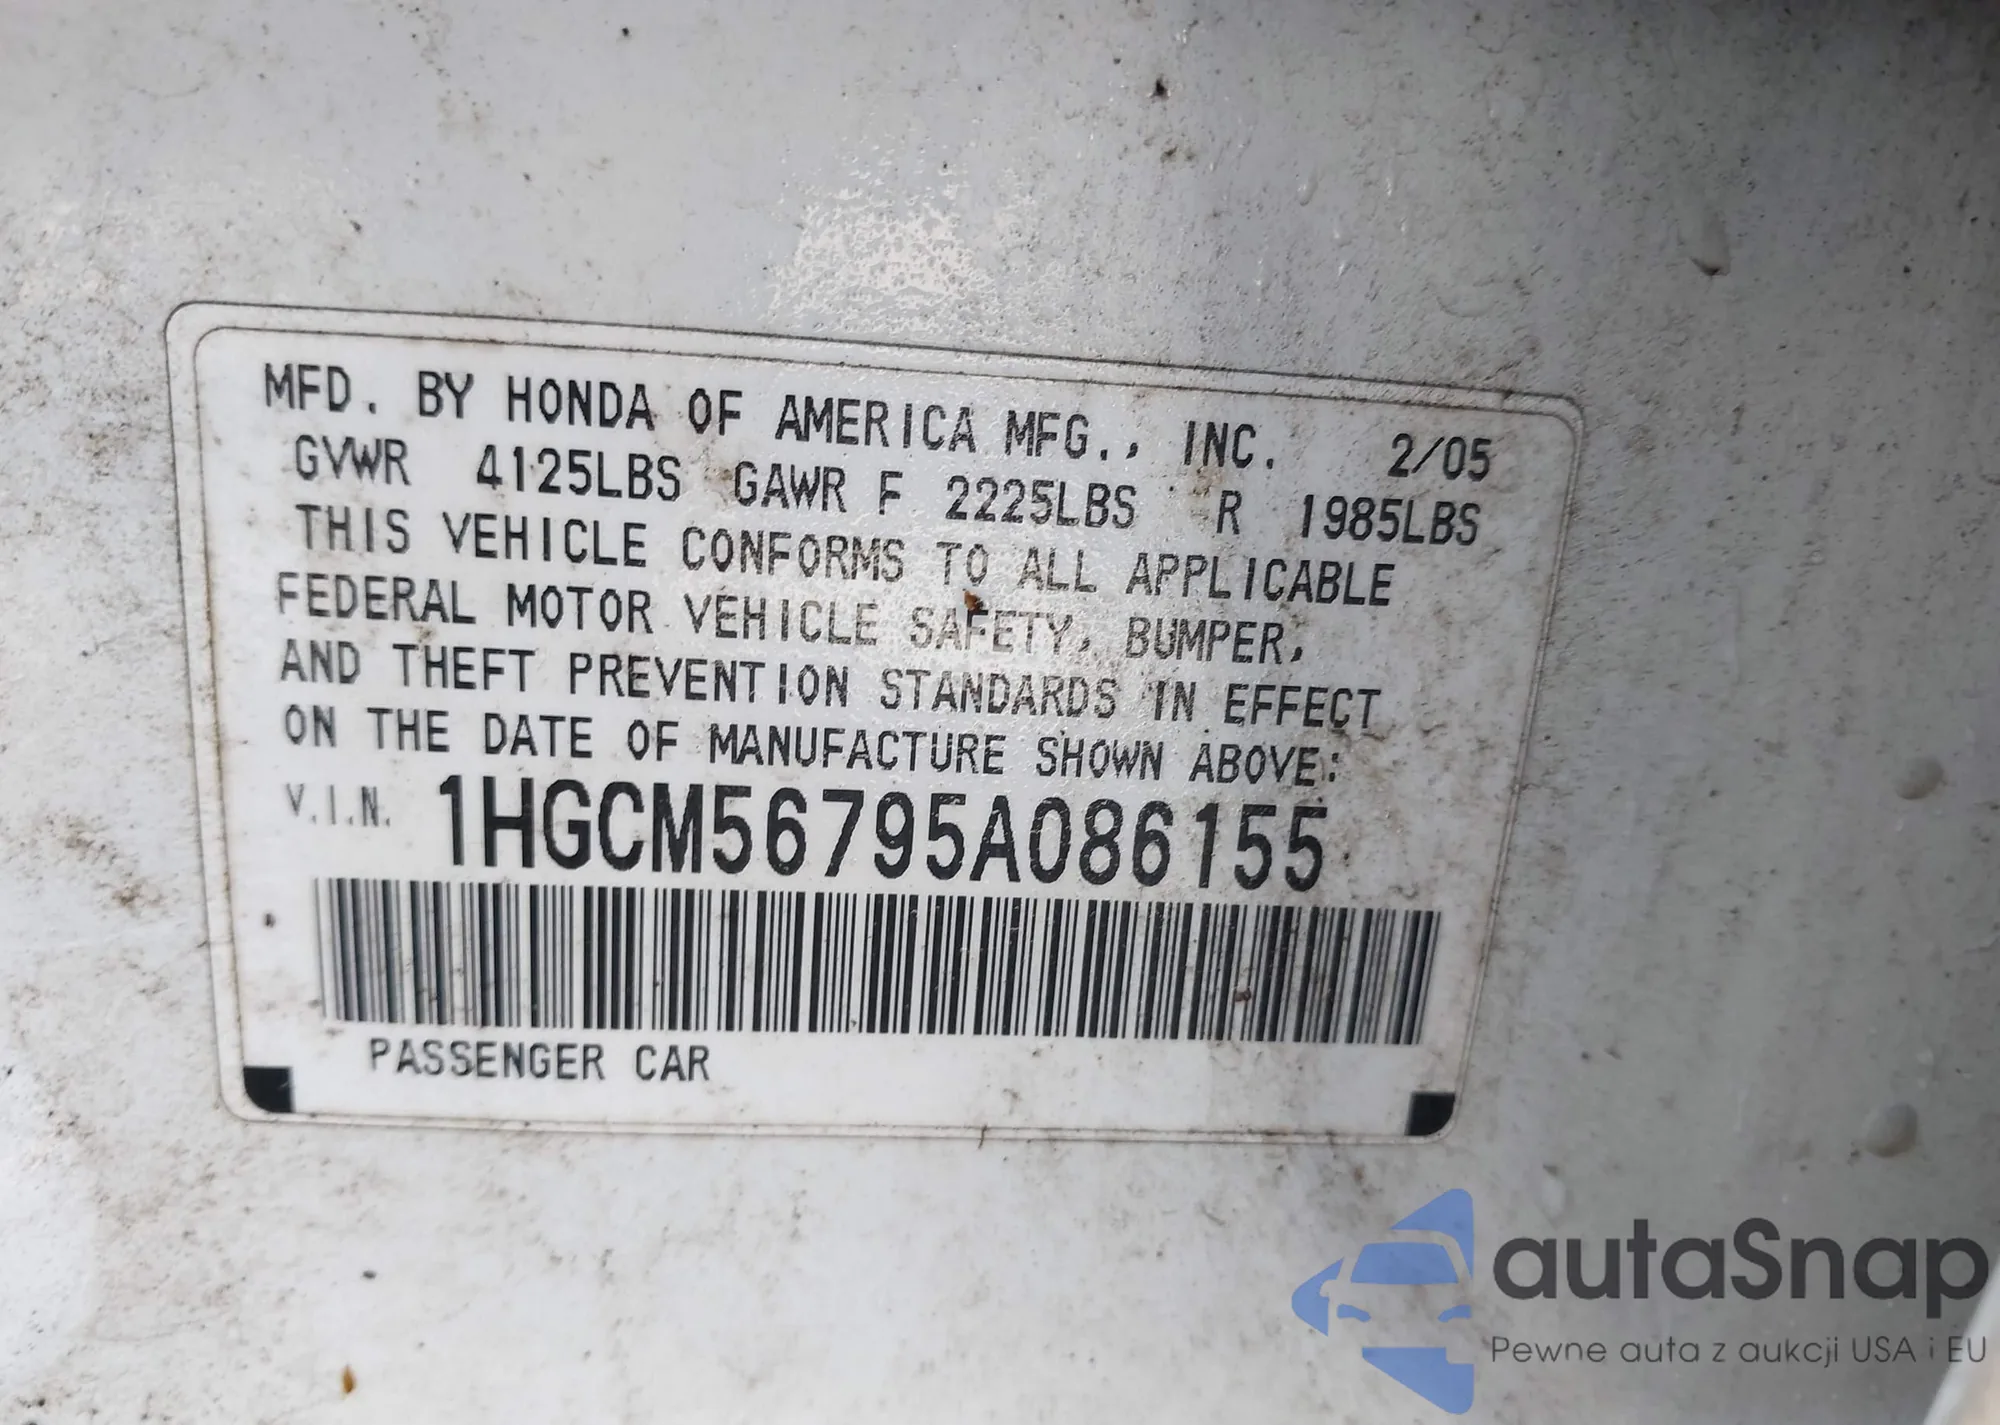 MFD. BY HONDA OF AMERICA MFG., INC. 2/05
GVWR 4125LBS GAWR F 2225LBS R 1985LBS
THIS VEHICLE CONFORMS TO ALL APPLICABLE
FEDERAL MOTOR VEHICLE SAFETY, BUMPER,
AND THEFT PREVENTION STANDARDS IN EFFECT
ON THE DATE OF MANUFACTURE SHOWN ABOVE:
V.I.N. 1HGCM56795A086155
PASSENGER CAR
autaSnap
Pewne auta z aukcji USA i EU